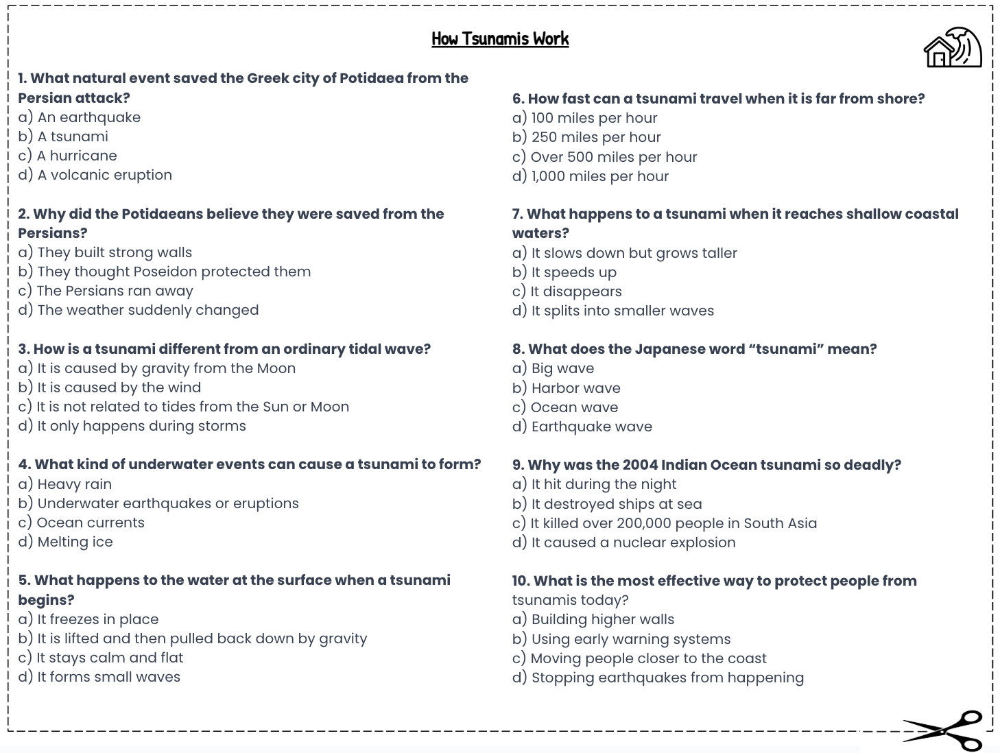 How Tsunamis Work
1. What natural event saved the Greek city of Potidaea from the
Persian attack?
a) An earthquake
b) A tsunami
c) A hurricane
d) A volcanic eruption
2. Why did the Potidaeans believe they were saved from the
Persians?
a) They built strong walls
b) They thought Poseidon protected them
c) The Persians ran away
d) The weather suddenly changed
3. How is a tsunami different from an ordinary tidal wave?
a) It is caused by gravity from the Moon
b) It is caused by the wind
c) It is not related to tides from the Sun or Moon
d) It only happens during storms
4. What kind of underwater events can cause a tsunami to form?
a) Heavy rain
b) Underwater earthquakes or eruptions
c) Ocean currents
d) Melting ice
5. What happens to the water at the surface when a tsunami
begins?
a) It freezes in place
b) It is lifted and then pulled back down by gravity
c) It stays calm and flat
d) It forms small waves
6. How fast can a tsunami travel when it is far from shore?
a) 100 miles per hour
b) 250 miles per hour
c) Over 500 miles per hour
d) 1,000 miles per hour
7. What happens to a tsunami when it reaches shallow coastal
waters?
a) It slows down but grows taller
b) It speeds up
c) It disappears
d) It splits into smaller waves
8. What does the Japanese word “tsunami” mean?
a) Big wave
b) Harbor wave
c) Ocean wave
d) Earthquake wave
9. Why was the 2004 Indian Ocean tsunami so deadly?
a) It hit during the night
b) It destroyed ships at sea
c) It killed over 200,000 people in South Asia
d) It caused a nuclear explosion
10. What is the most effective way to protect people from
tsunamis today?
a) Building higher walls
b) Using early warning systems
c) Moving people closer to the coast
d) Stopping earthquakes from happening